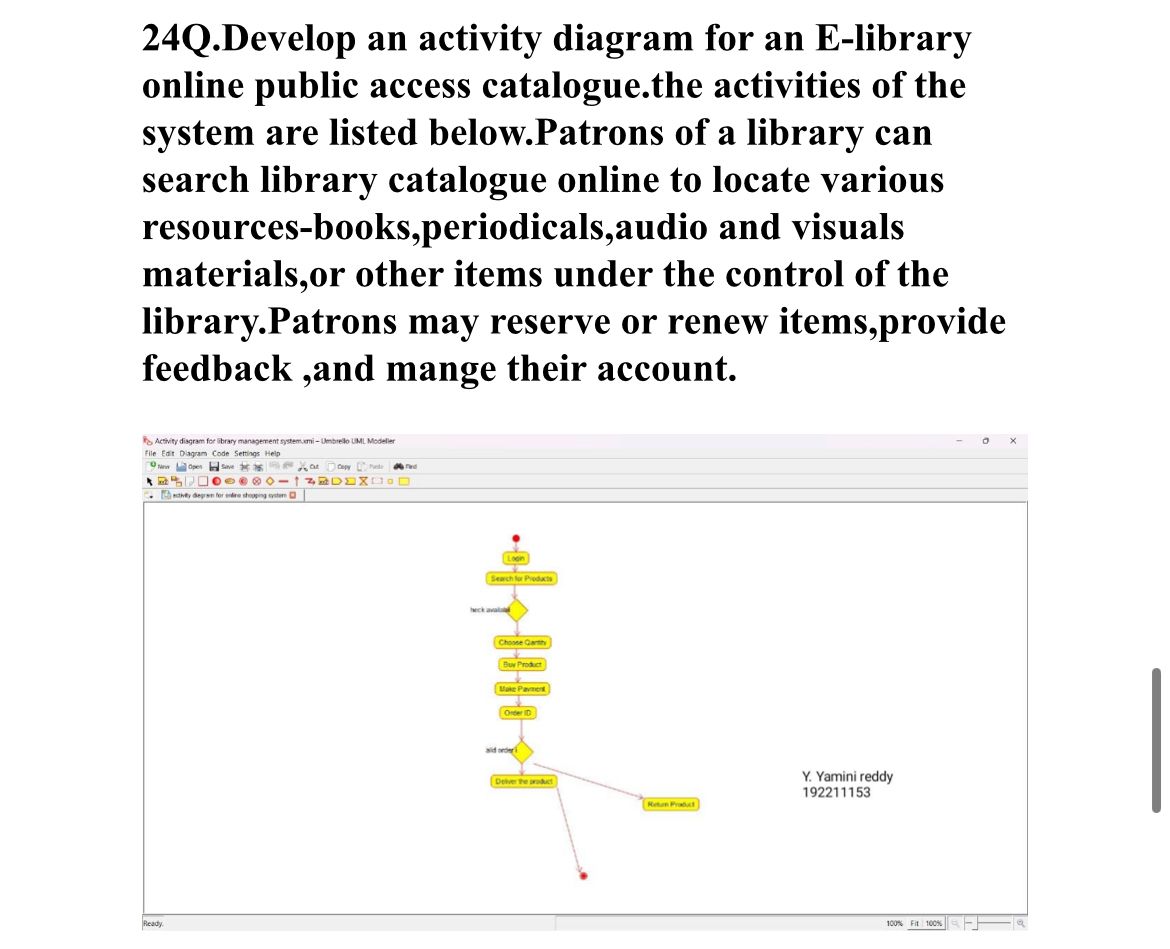 24Q.Develop an activity diagram for an E-library
online public access catalogue.the activities of the
system are listed below.Patrons of a library can
search library catalogue online to locate various
resources-books,periodicals,audio and visuals
materials,or other items under the control of the
library.Patrons may reserve or renew items,provide
feedback ,and mange their account.
Activity diagram for library management system.xmi – Umbrello UML Modeller
File Edit Diagram Code Settings Help
New Open Save Cut Copy Paste Find
activity diagram for online shopping system
Login
Search for Products
heck availabil
Choose Qantity
Buy Product
Make Payment
Order ID
alid order i
Deliver the product
Return Product
Y. Yamini reddy
192211153
Ready.
100% Fit 100%